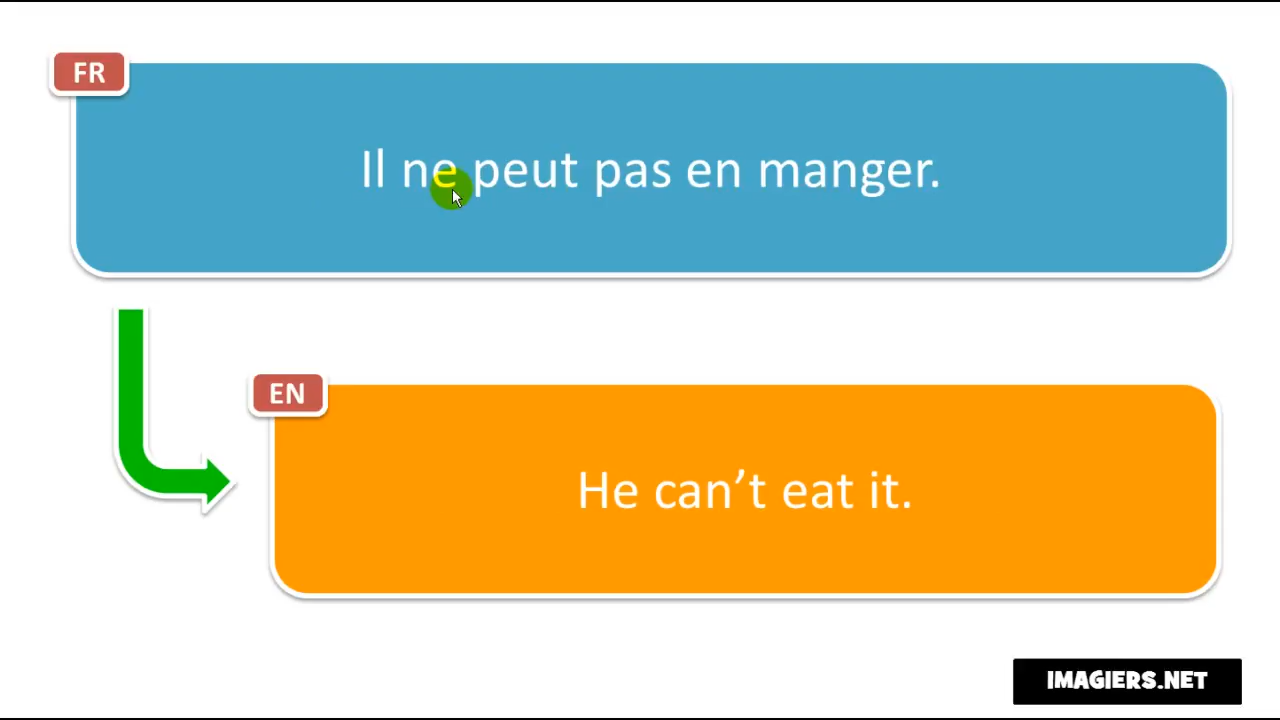 FR
Il ne peut pas en manger.
EN
He can’t eat it.
IMAGIERS.NET